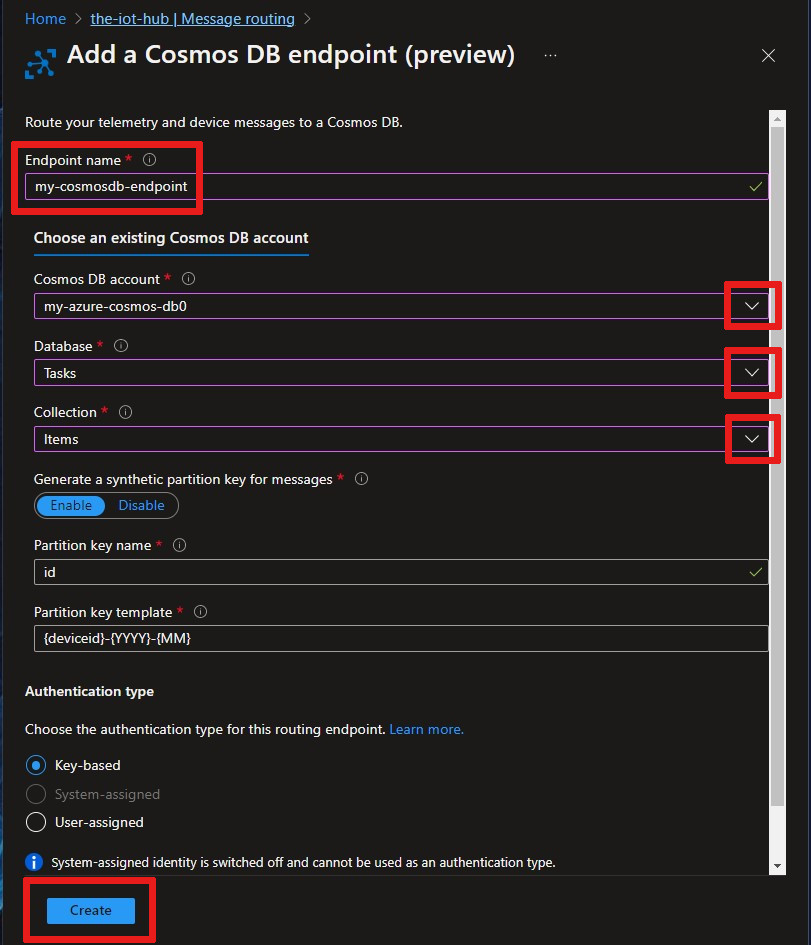 Home > the-iot-hub | Message routing >
Add a Cosmos DB endpoint (preview) ...
Route your telemetry and device messages to a Cosmos DB.
Endpoint name *
my-cosmosdb-endpoint
Choose an existing Cosmos DB account
Cosmos DB account *
my-azure-cosmos-db0
Database *
Tasks
Collection *
Items
Generate a synthetic partition key for messages *
Enable Disable
Partition key name *
id
Partition key template *
{deviceid}-{YYYY}-{MM}
Authentication type
Choose the authentication type for this routing endpoint. Learn more.
Key-based
System-assigned
User-assigned
System-assigned identity is switched off and cannot be used as an authentication type.
Create